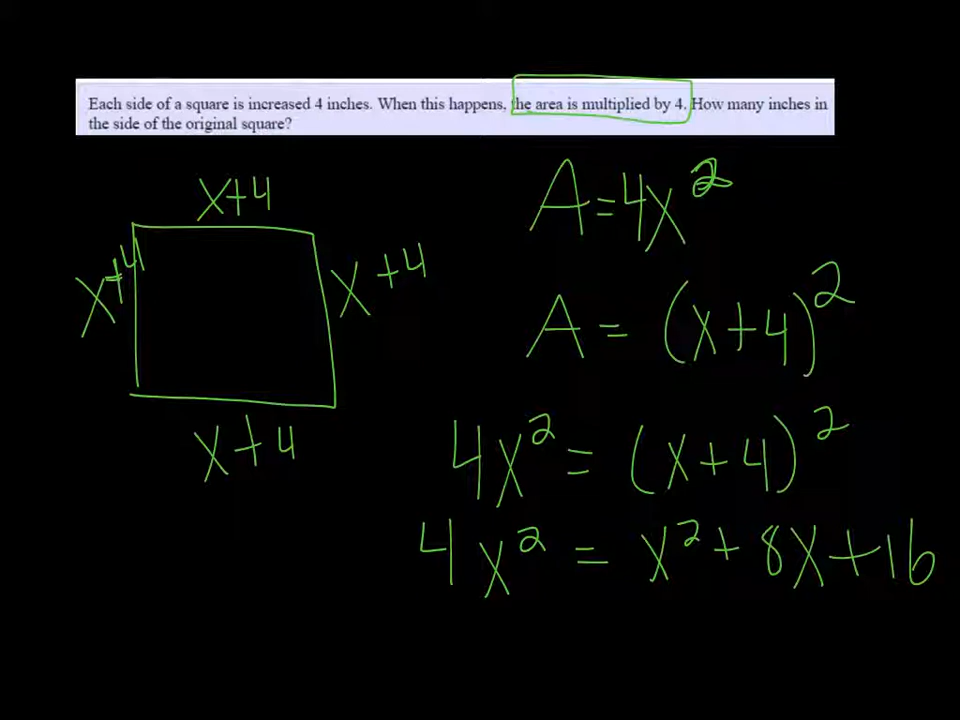 Each side of a square is increased 4 inches. When this happens, the area is multiplied by 4. How many inches in
the side of the original square?
x+4
x+4
x+4
x+4
A=4x²
A = (x+4)²
4x² = (x+4)²
4x² = x²+8x+16